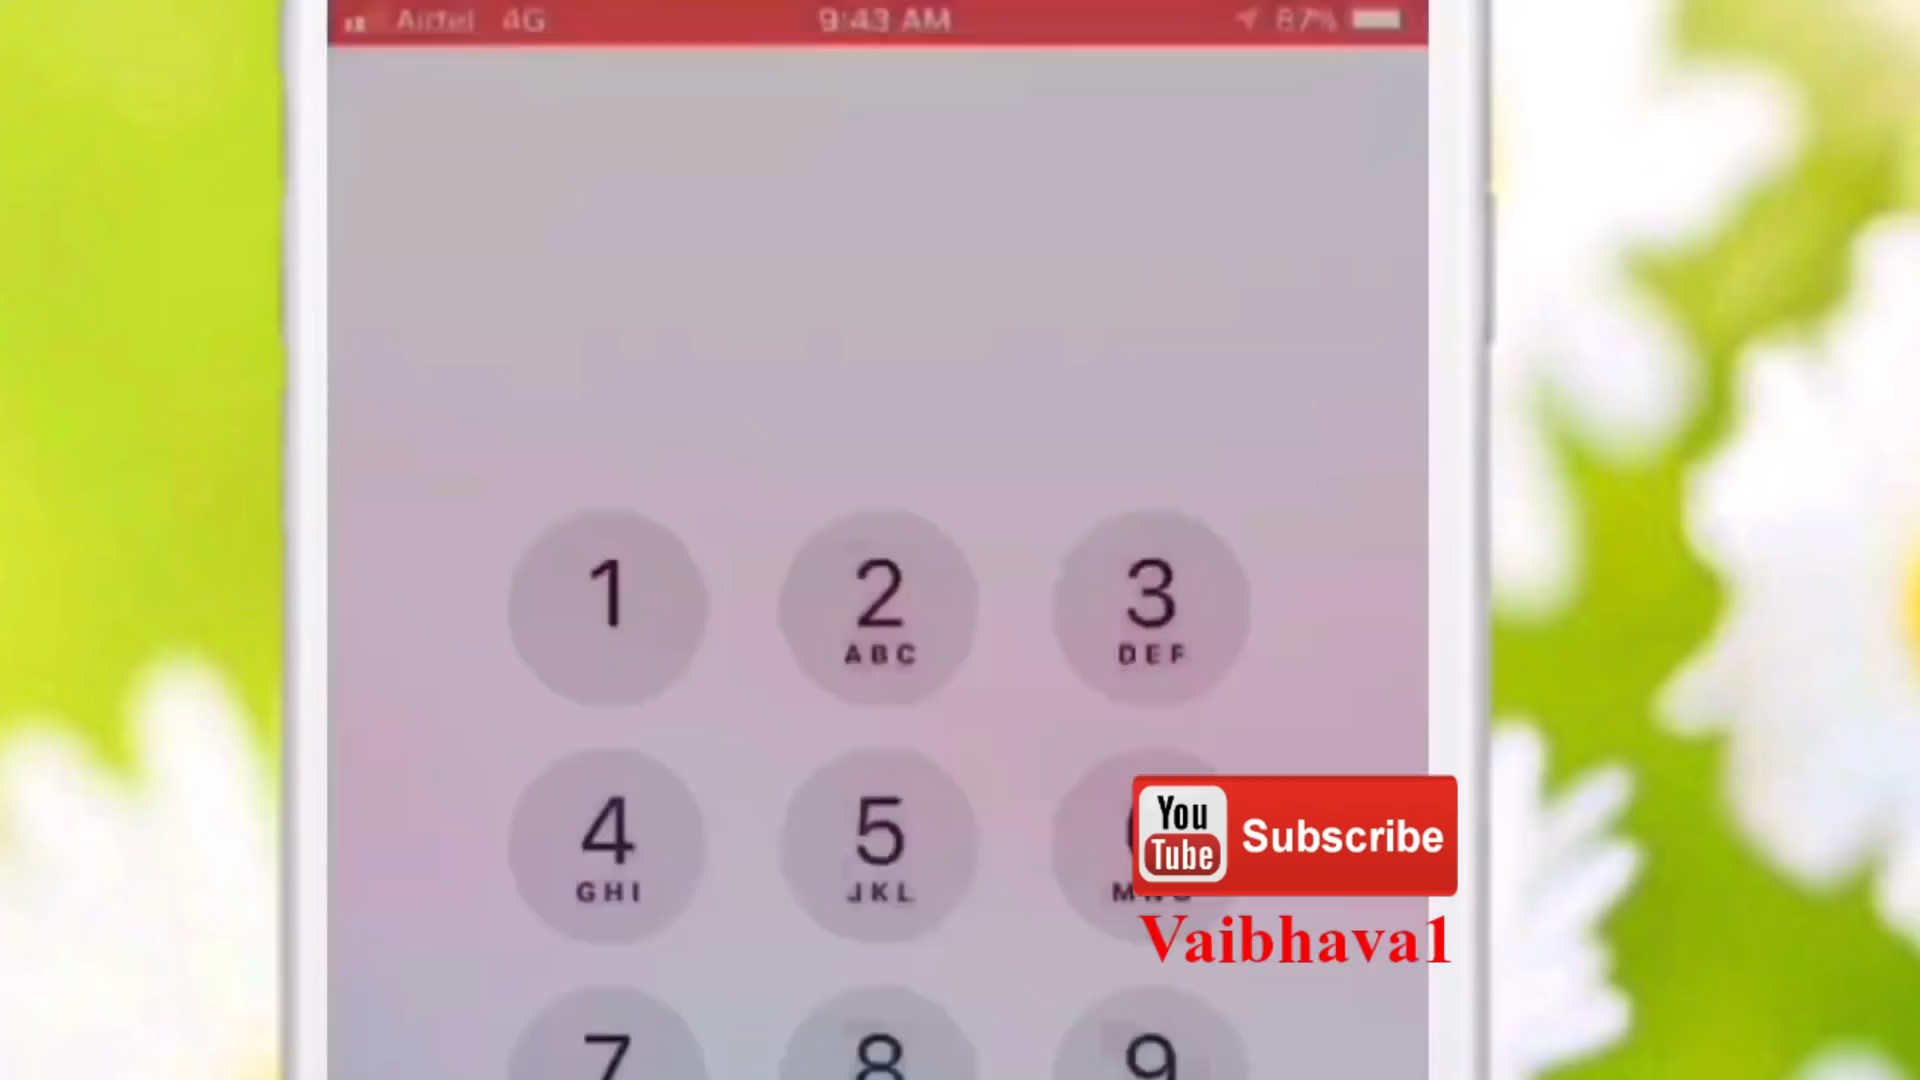 Airtel 4G 9:43 AM 87%
1 2 3
ABC DEF
4 5
GHI JKL
You
Tube
Subscribe
Vaibhava1
7 8 9